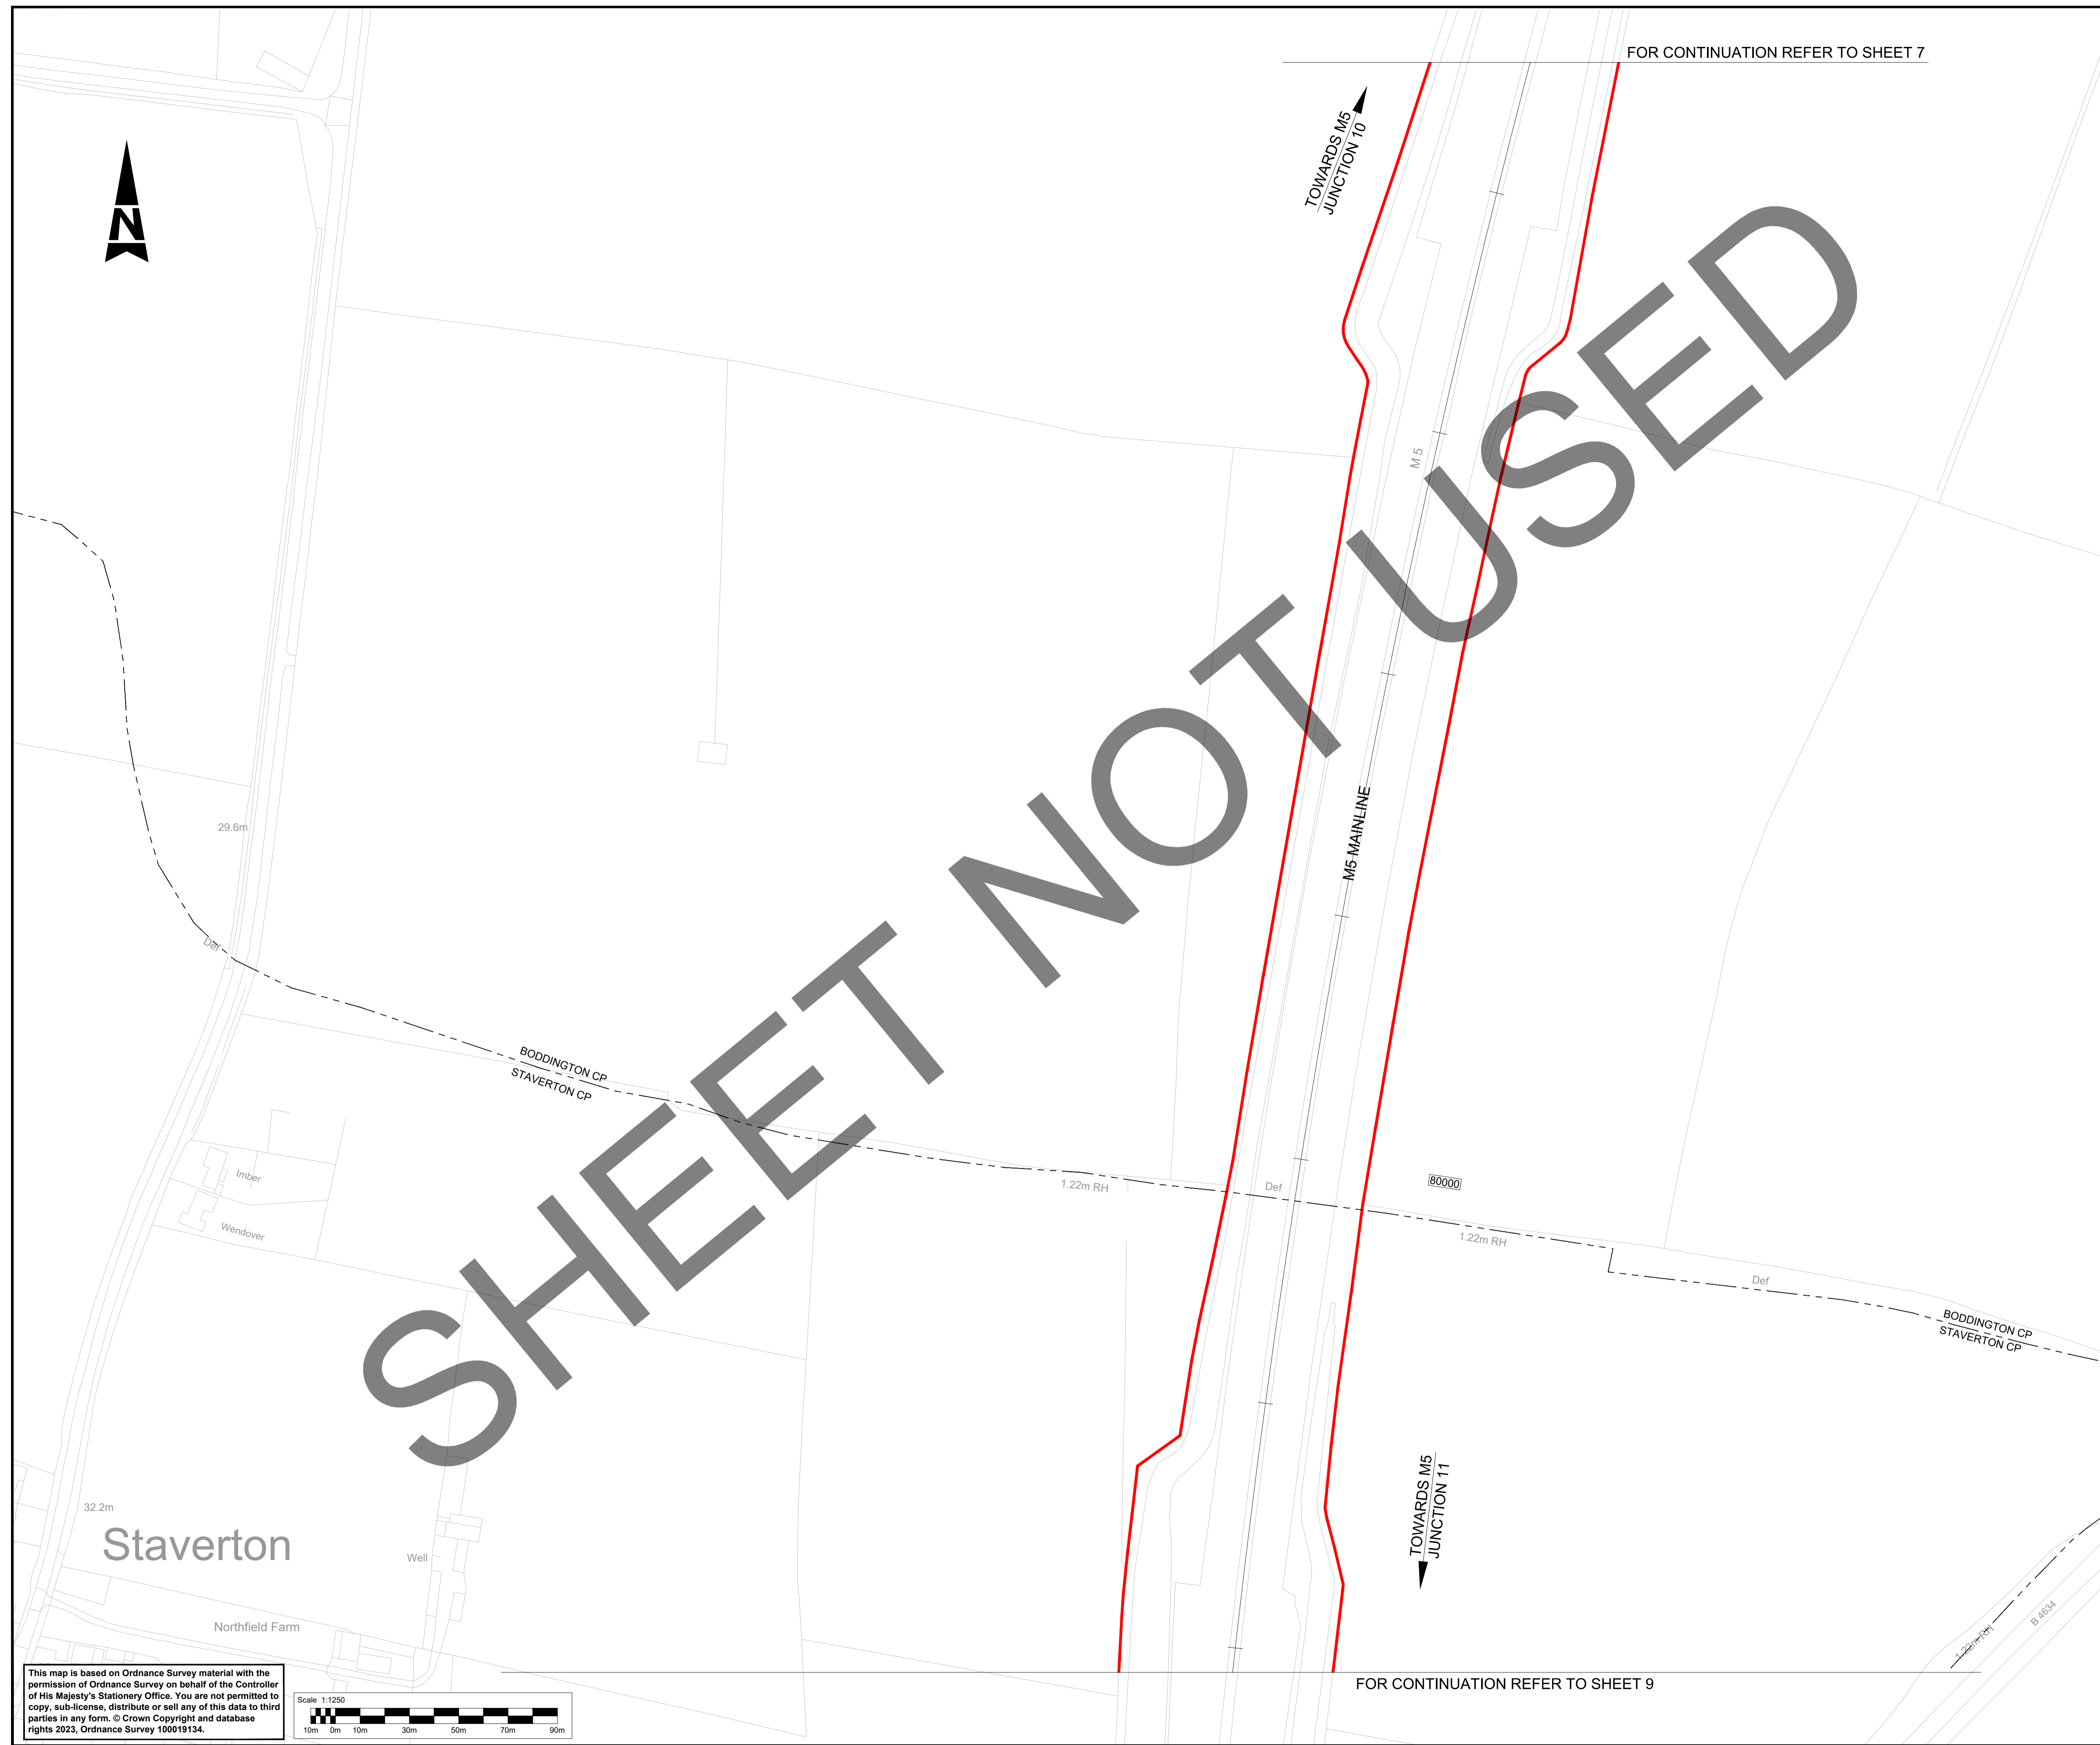 FOR CONTINUATION REFER TO SHEET 7
TOWARDS M5
JUNCTION 10
N
M 5
SHEET NOT USED
M5 MAINLINE
29.6m
Def
BODDINGTON CP
STAVERTON CP
1.22m RH
Def
80000
1.22m RH
Def
BODDINGTON CP
STAVERTON CP
Imber
Wendover
TOWARDS M5
JUNCTION 11
32.2m
Staverton
Well
Northfield Farm
1.22m RH
B 4634
This map is based on Ordnance Survey material with the
permission of Ordnance Survey on behalf of the Controller
of His Majesty's Stationery Office. You are not permitted to
copy, sub-license, distribute or sell any of this data to third
parties in any form. © Crown Copyright and database
rights 2023, Ordnance Survey 100019134.
Scale 1:1250
10m 0m 10m 30m 50m 70m 90m
FOR CONTINUATION REFER TO SHEET 9